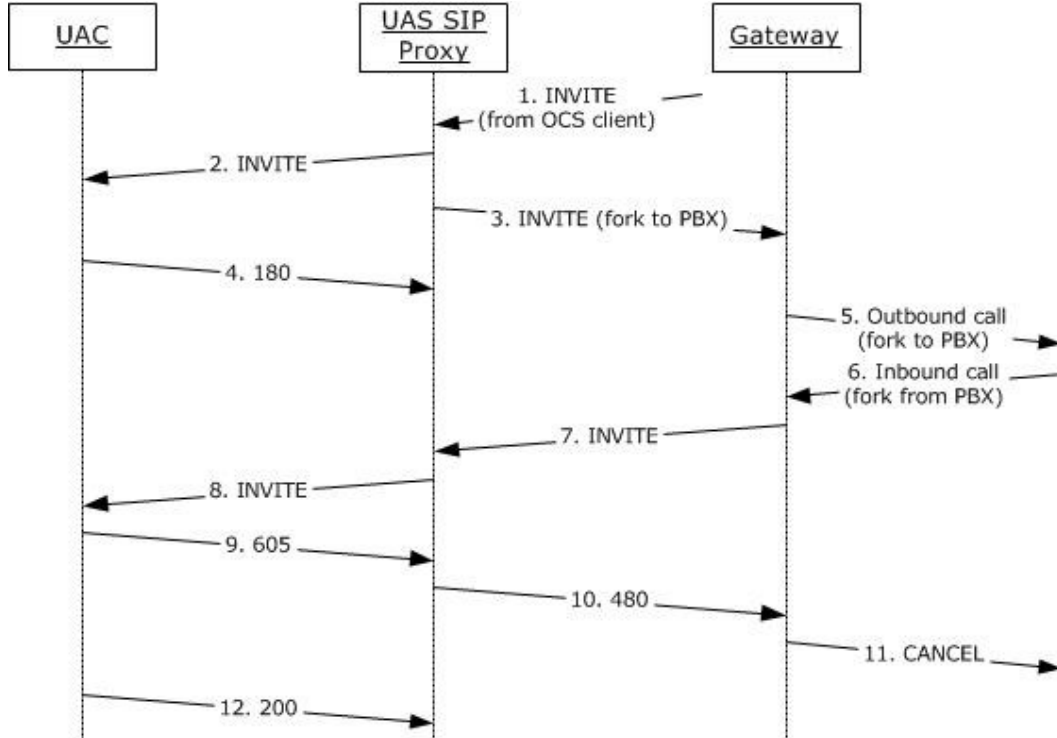 UAC
UAS SIP
Proxy
Gateway
1. INVITE
(from OCS client)
2. INVITE
3. INVITE (fork to PBX)
4. 180
5. Outbound call
(fork to PBX)
6. Inbound call
(fork from PBX)
7. INVITE
8. INVITE
9. 605
10. 480
11. CANCEL
12. 200